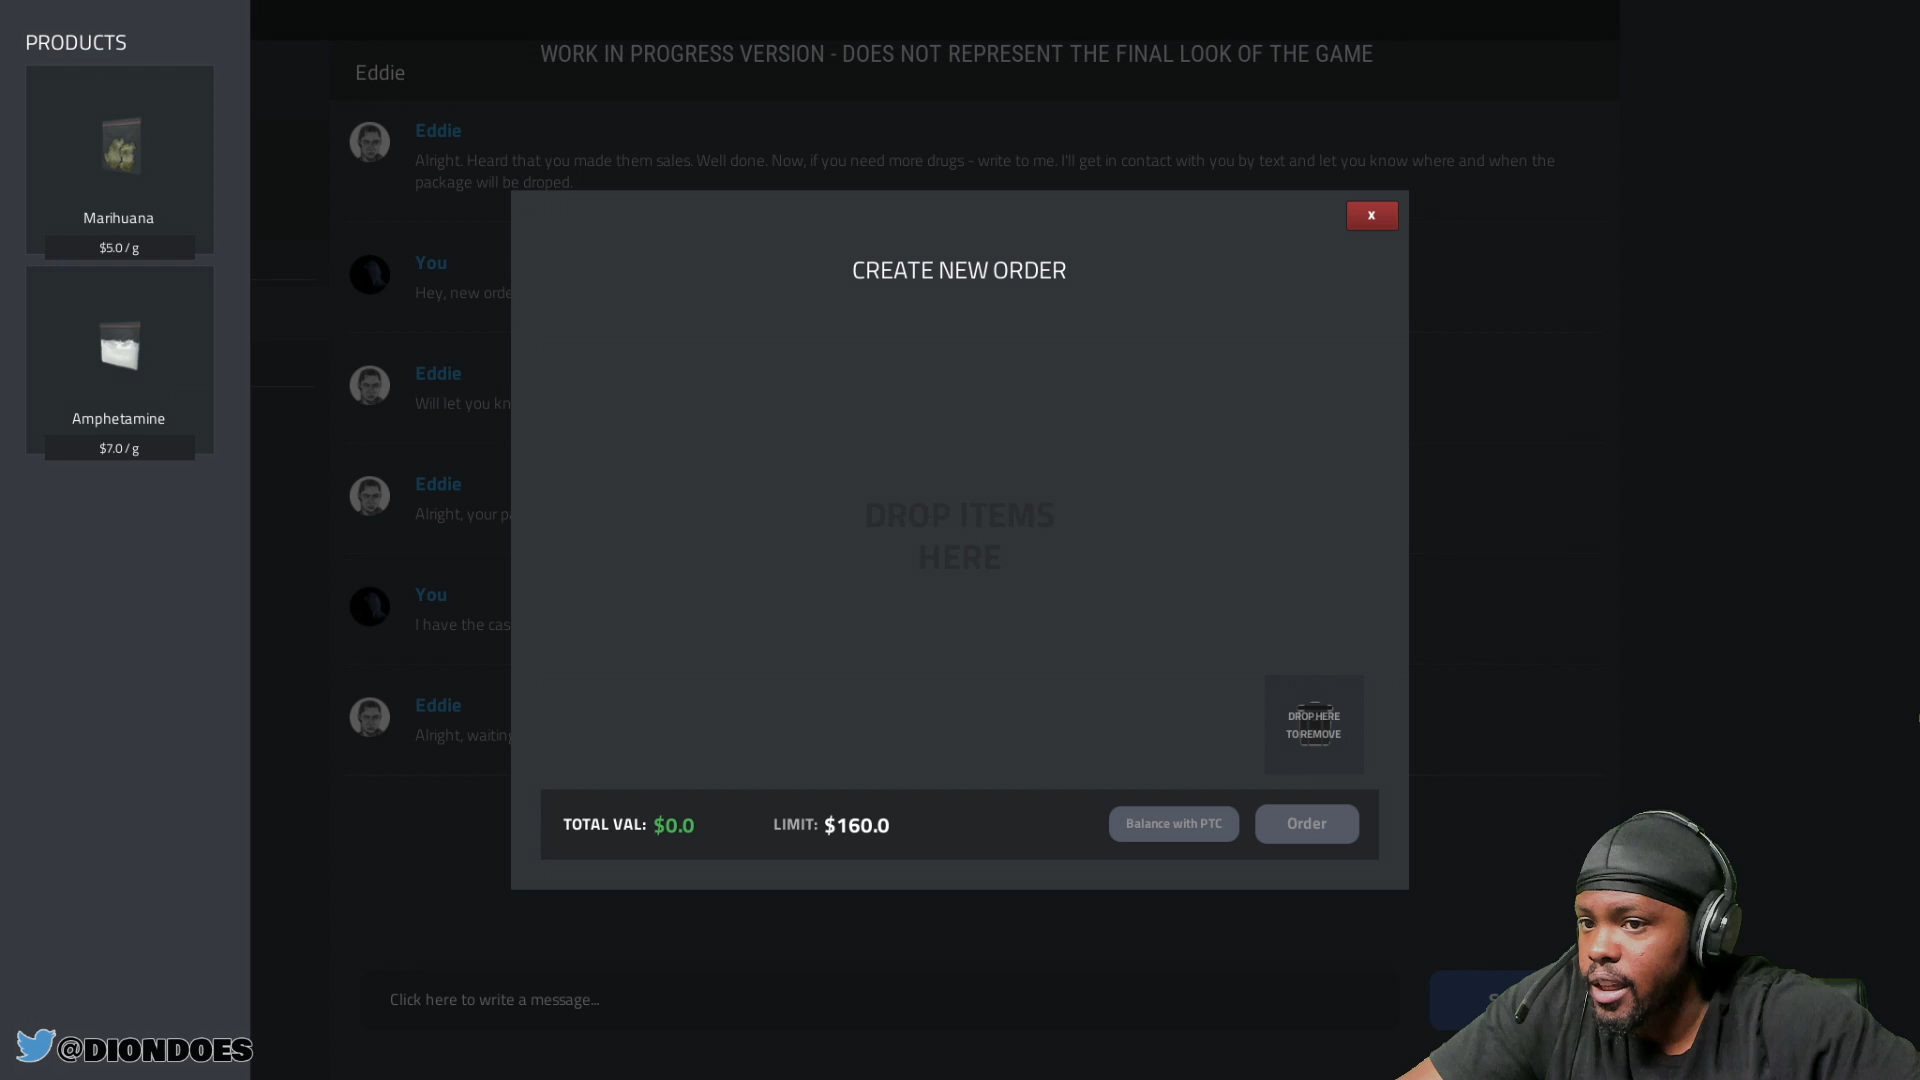 PRODUCTS
Marihuana
$5.0 / g
Amphetamine
$7.0 / g
WORK IN PROGRESS VERSION - DOES NOT REPRESENT THE FINAL LOOK OF THE GAME
Eddie
Eddie
Alright. Heard that you made them sales. Well done. Now, if you need more drugs - write to me. I'll get in contact with you by text and let you know where and when the
package will be droped.
You
Hey, new orde
Eddie
Will let you kn
Eddie
Alright, your pa
You
I have the cas
Eddie
Alright, waiting
x
CREATE NEW ORDER
DROP ITEMS
HERE
DROP HERE
TO REMOVE
TOTAL VAL: $0.0
LIMIT: $160.0
Balance with PTC
Order
Click here to write a message...
@DIONDOES